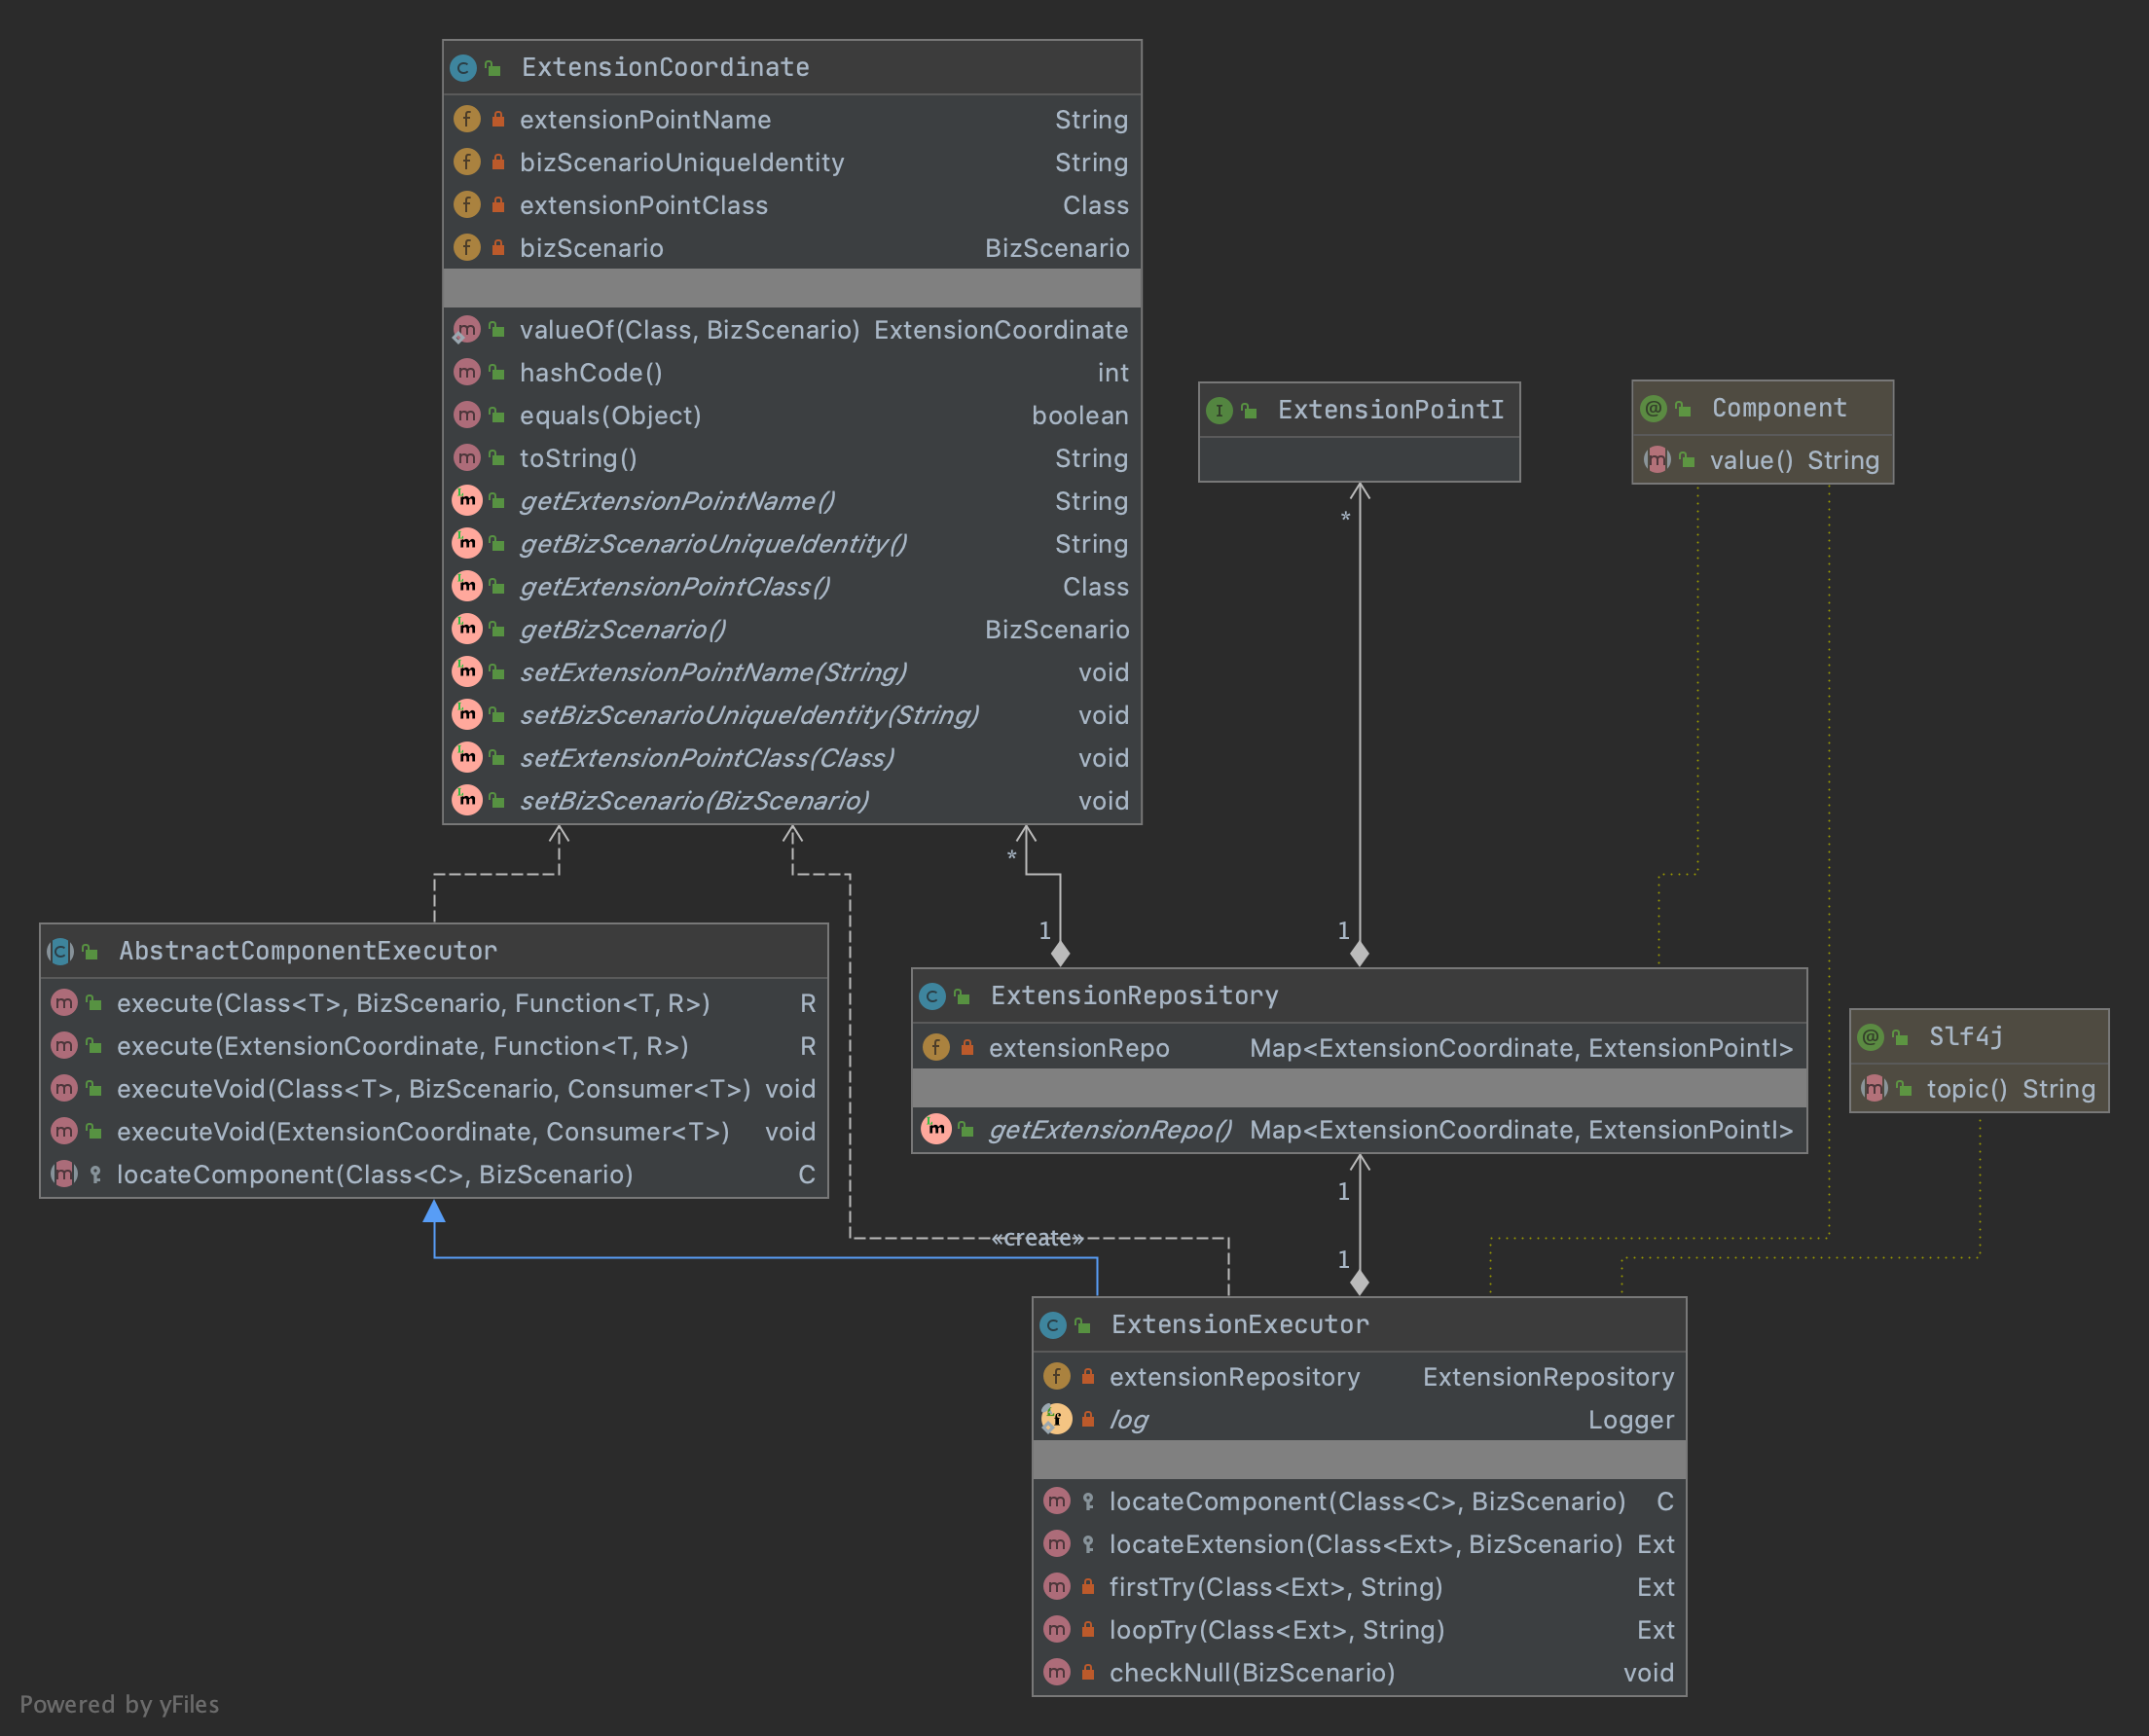 ExtensionCoordinate
extensionPointName String
bizScenarioUniqueIdentity String
extensionPointClass Class
bizScenario BizScenario
valueOf(Class, BizScenario) ExtensionCoordinate
hashCode() int
equals(Object) boolean
toString() String
getExtensionPointName() String
getBizScenarioUniqueIdentity() String
getExtensionPointClass() Class
getBizScenario() BizScenario
setExtensionPointName(String) void
setBizScenarioUniqueIdentity(String) void
setExtensionPointClass(Class) void
setBizScenario(BizScenario) void
ExtensionPointI
Component
value() String
*
*
1
1
AbstractComponentExecutor
execute(Class<T>, BizScenario, Function<T, R>) R
execute(ExtensionCoordinate, Function<T, R>) R
executeVoid(Class<T>, BizScenario, Consumer<T>) void
executeVoid(ExtensionCoordinate, Consumer<T>) void
locateComponent(Class<C>, BizScenario) C
ExtensionRepository
extensionRepo Map<ExtensionCoordinate, ExtensionPointI>
getExtensionRepo() Map<ExtensionCoordinate, ExtensionPointI>
Slf4j
topic() String
1
«create»
1
ExtensionExecutor
extensionRepository ExtensionRepository
log Logger
locateComponent(Class<C>, BizScenario) C
locateExtension(Class<Ext>, BizScenario) Ext
firstTry(Class<Ext>, String) Ext
loopTry(Class<Ext>, String) Ext
checkNull(BizScenario) void
Powered by yFiles